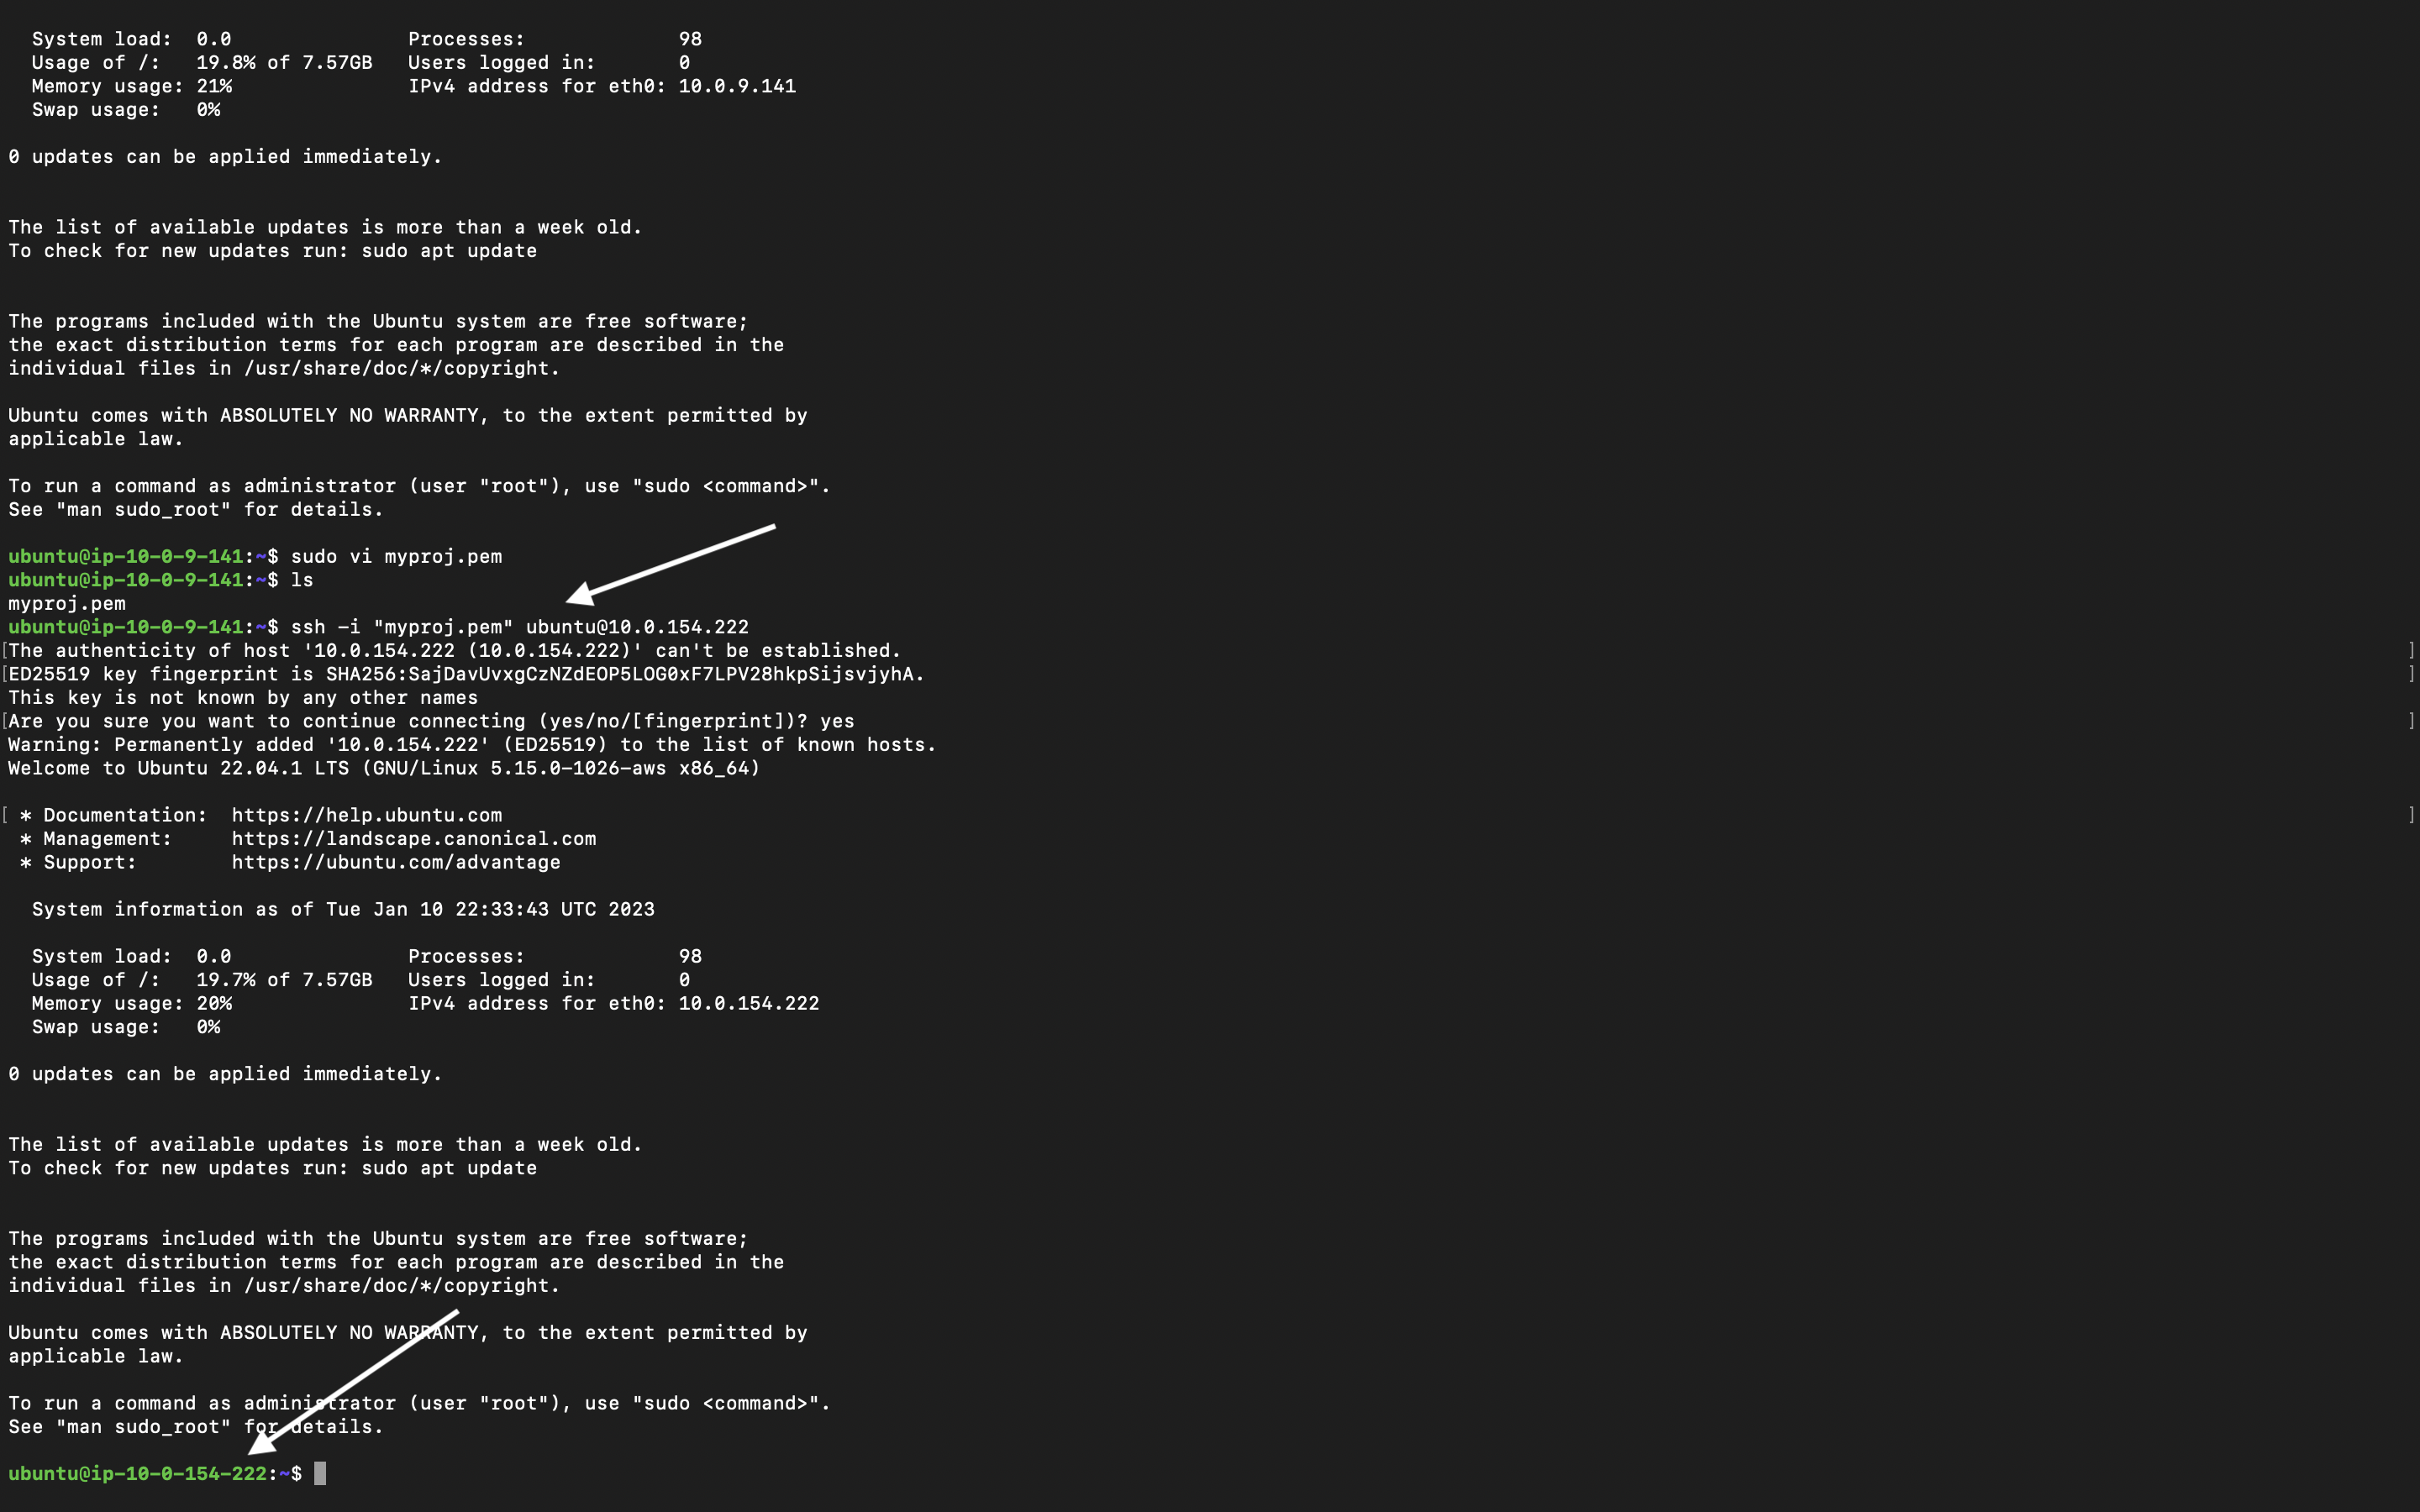 System load:  0.0               Processes:             98
Usage of /:   19.8% of 7.57GB   Users logged in:       0
Memory usage: 21%               IPv4 address for eth0: 10.0.9.141
Swap usage:   0%
0 updates can be applied immediately.
The list of available updates is more than a week old.
To check for new updates run: sudo apt update
The programs included with the Ubuntu system are free software;
the exact distribution terms for each program are described in the
individual files in /usr/share/doc/*/copyright.
Ubuntu comes with ABSOLUTELY NO WARRANTY, to the extent permitted by
applicable law.
To run a command as administrator (user "root"), use "sudo <command>".
See "man sudo_root" for details.
ubuntu@ip-10-0-9-141:~$ sudo vi myproj.pem
ubuntu@ip-10-0-9-141:~$ ls
myproj.pem
ubuntu@ip-10-0-9-141:~$ ssh -i "myproj.pem" ubuntu@10.0.154.222
[The authenticity of host '10.0.154.222 (10.0.154.222)' can't be established. ]
[ED25519 key fingerprint is SHA256:SajDavUvxgCzNZdEOP5LOG0xF7LPV28hkpSijsvjyhA. ]
This key is not known by any other names
[Are you sure you want to continue connecting (yes/no/[fingerprint])? yes ]
Warning: Permanently added '10.0.154.222' (ED25519) to the list of known hosts.
Welcome to Ubuntu 22.04.1 LTS (GNU/Linux 5.15.0-1026-aws x86_64)
[ * Documentation:  https://help.ubuntu.com ]
* Management:     https://landscape.canonical.com
* Support:        https://ubuntu.com/advantage
System information as of Tue Jan 10 22:33:43 UTC 2023
System load:  0.0               Processes:             98
Usage of /:   19.7% of 7.57GB   Users logged in:       0
Memory usage: 20%               IPv4 address for eth0: 10.0.154.222
Swap usage:   0%
0 updates can be applied immediately.
The list of available updates is more than a week old.
To check for new updates run: sudo apt update
The programs included with the Ubuntu system are free software;
the exact distribution terms for each program are described in the
individual files in /usr/share/doc/*/copyright.
Ubuntu comes with ABSOLUTELY NO WARRANTY, to the extent permitted by
applicable law.
To run a command as administrator (user "root"), use "sudo <command>".
See "man sudo_root" for details.
ubuntu@ip-10-0-154-222:~$